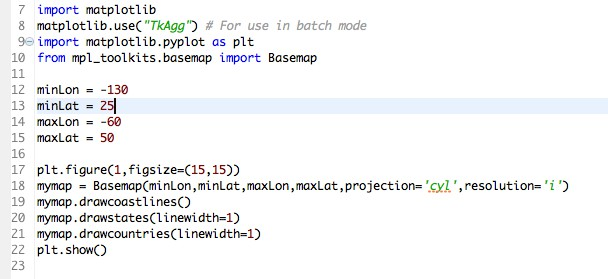 7 import matplotlib
8 matplotlib.use("TkAgg") # For use in batch mode
9 import matplotlib.pyplot as plt
10 from mpl_toolkits.basemap import Basemap
11
12 minLon = -130
13 minLat = 25
14 maxLon = -60
15 maxLat = 50
16
17 plt.figure(1,figsize=(15,15))
18 mymap = Basemap(minLon,minLat,maxLon,maxLat,projection='cyl',resolution='i')
19 mymap.drawcoastlines()
20 mymap.drawstates(linewidth=1)
21 mymap.drawcountries(linewidth=1)
22 plt.show()
23